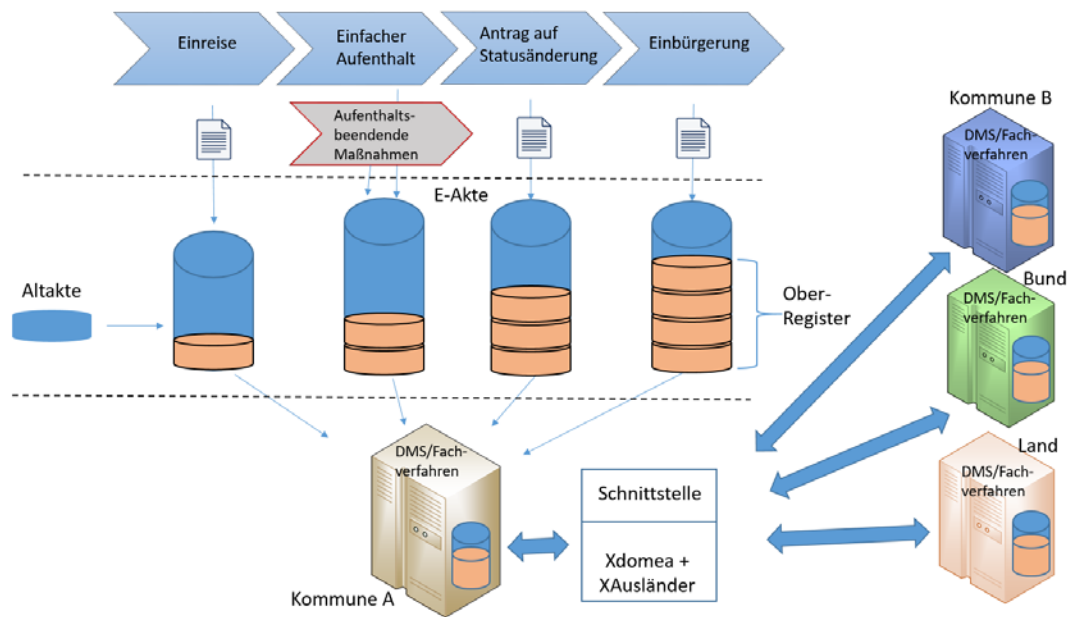 Einreise
Einfacher
Aufenthalt
Antrag auf
Statusänderung
Einbürgerung
Aufenthalts-
beendende
Maßnahmen
E-Akte
Altakte
Ober-
Register
Kommune B
DMS/Fach-
verfahren
Bund
DMS/Fach-
verfahren
Land
DMS/Fach-
verfahren
DMS/Fach-
verfahren
Kommune A
Schnittstelle
Xdomea +
XAusländer